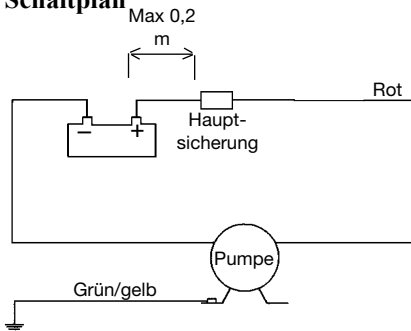 Schaltplan
Max 0,2
m
Rot
− +
Haupt-
sicherung
Pumpe
Grün/gelb